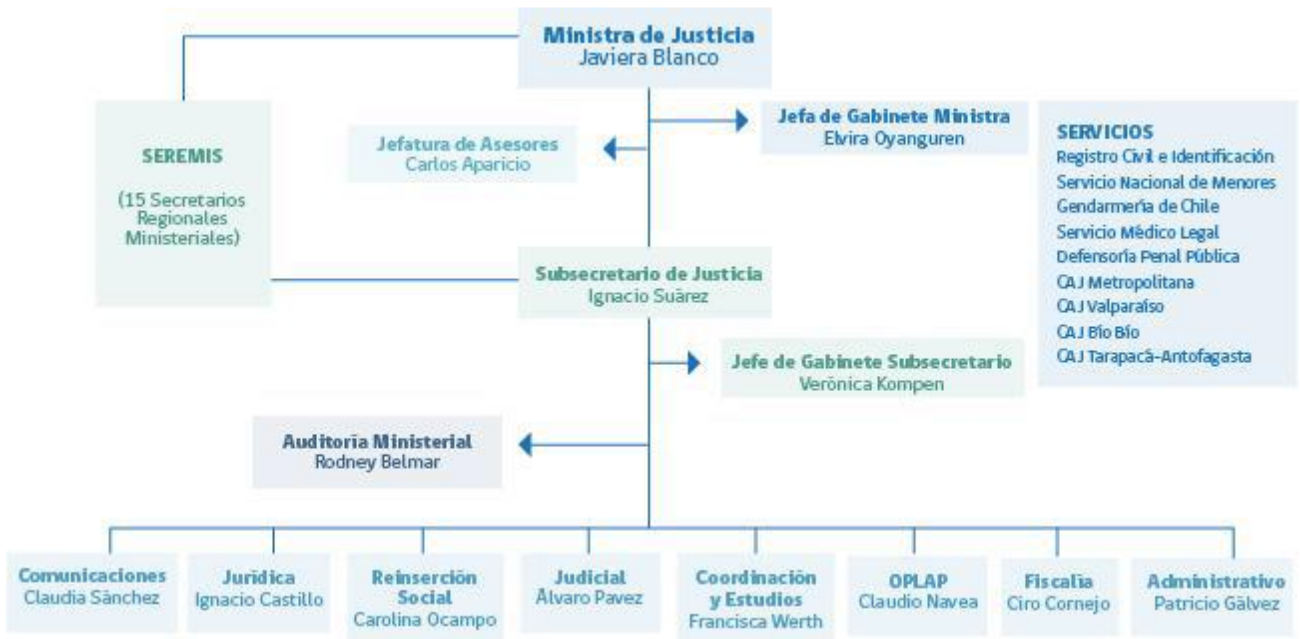 Ministra de Justicia
Javiera Blanco
Jefa de Gabinete Ministra
Elvira Oyanguren
Jefatura de Asesores
Carlos Aparicio
SEREMIS
(15 Secretarios
Regionales
Ministeriales)
SERVICIOS
Registro Civil e Identificación
Servicio Nacional de Menores
Gendarmería de Chile
Servicio Médico Legal
Defensoría Penal Pública
CAJ Metropolitana
CAJ Valparaíso
CAJ Bío Bío
CAJ Tarapacá-Antofagasta
Subsecretario de Justicia
Ignacio Suárez
Jefe de Gabinete Subsecretario
Verónica Kompen
Auditoría Ministerial
Rodney Belmar
Comunicaciones
Claudia Sánchez
Jurídica
Ignacio Castillo
Reinserción
Social
Carolina Ocampo
Judicial
Álvaro Pavez
Coordinación
y Estudios
Francisca Werth
OPLAP
Claudio Navea
Fiscalía
Ciro Cornejo
Administrativo
Patricio Gálvez